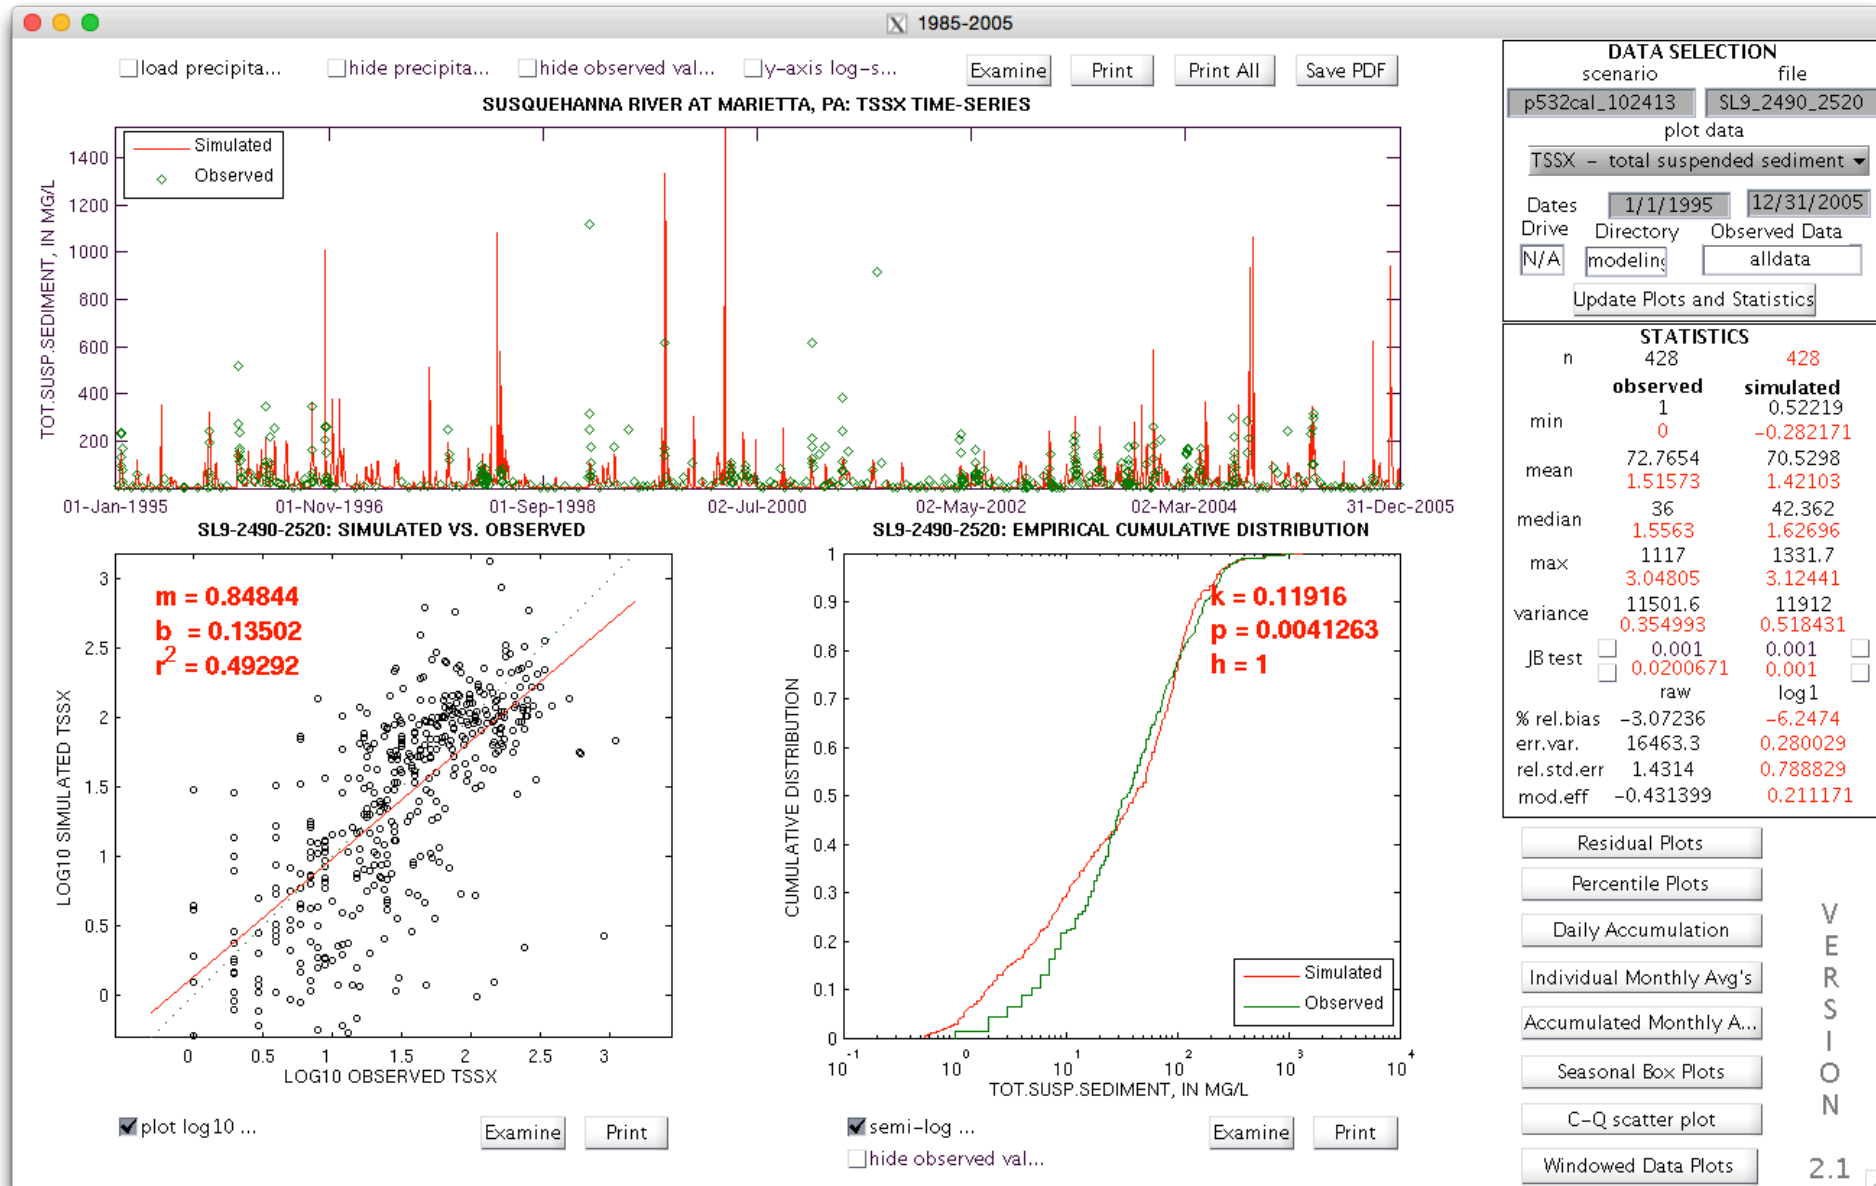 1985-2005
load precipita...
hide precipita...
hide observed val...
y-axis log-s...
Examine
Print
Print All
Save PDF
SUSQUEHANNA RIVER AT MARIETTA, PA: TSSX TIME-SERIES
TOT.SUSP.SEDIMENT, IN MG/L
1400
1200
1000
800
600
400
200
Simulated
Observed
01-Jan-1995
01-Nov-1996
01-Sep-1998
02-Jul-2000
02-May-2002
02-Mar-2004
31-Dec-2005
SL9-2490-2520: SIMULATED VS. OBSERVED
m = 0.84844
b = 0.13502
r2 = 0.49292
LOG10 SIMULATED TSSX
3
2.5
2
1.5
1
0.5
0
0
0.5
1
1.5
2
2.5
3
LOG10 OBSERVED TSSX
plot log10 ...
Examine
Print
SL9-2490-2520: EMPIRICAL CUMULATIVE DISTRIBUTION
k = 0.11916
p = 0.0041263
h = 1
CUMULATIVE DISTRIBUTION
1
0.9
0.8
0.7
0.6
0.5
0.4
0.3
0.2
0.1
0
Simulated
Observed
10-1
100
101
102
103
104
TOT.SUSP.SEDIMENT, IN MG/L
semi-log ...
hide observed val...
Examine
Print
DATA SELECTION
scenario file
p532cal_102413 SL9_2490_2520
plot data
TSSX - total suspended sediment
Dates 1/1/1995 12/31/2005
Drive Directory Observed Data
N/A modeling alldata
Update Plots and Statistics
STATISTICS
n 428 428
observed simulated
min 1 0.52219
0 -0.282171
mean 72.7654 70.5298
1.51573 1.42103
median 36 42.362
1.5563 1.62696
max 1117 1331.7
3.04805 3.12441
variance 11501.6 11912
0.354993 0.518431
JB test 0.001 0.001
0.0200671 0.001
raw log1
% rel.bias -3.07236 -6.2474
err.var. 16463.3 0.280029
rel.std.err 1.4314 0.788829
mod.eff -0.431399 0.211171
Residual Plots
Percentile Plots
Daily Accumulation
Individual Monthly Avg's
Accumulated Monthly A...
Seasonal Box Plots
C-Q scatter plot
Windowed Data Plots
VERSION
2.1